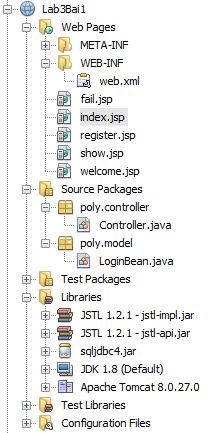 Lab3Bai1
Web Pages
META-INF
WEB-INF
web.xml
fail.jsp
index.jsp
register.jsp
show.jsp
welcome.jsp
Source Packages
poly.controller
Controller.java
poly.model
LoginBean.java
Test Packages
Libraries
JSTL 1.2.1 - jstl-impl.jar
JSTL 1.2.1 - jstl-api.jar
sqljdbc4.jar
JDK 1.8 (Default)
Apache Tomcat 8.0.27.0
Test Libraries
Configuration Files